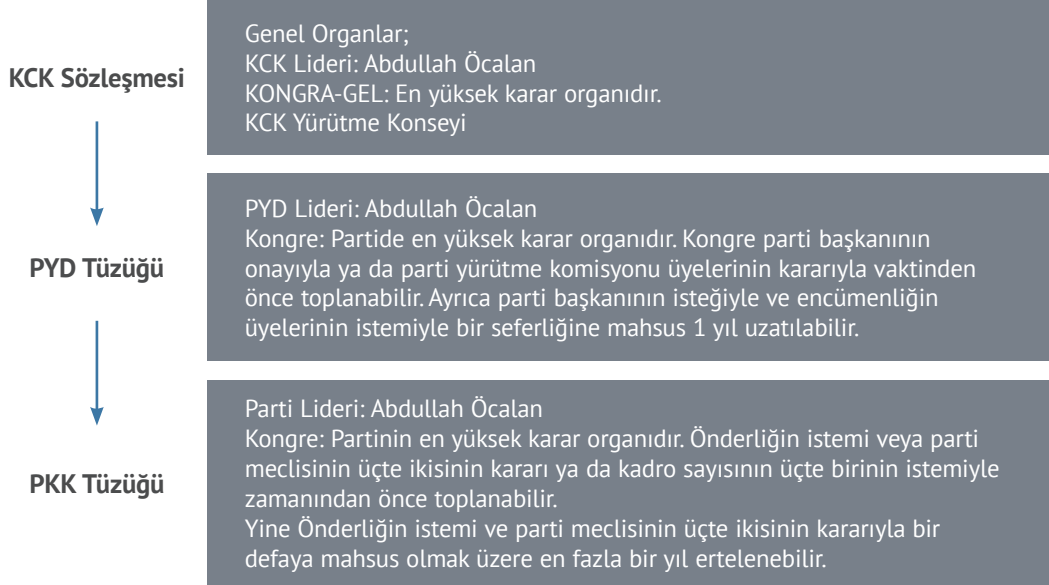 KCK Sözleşmesi
Genel Organlar;
KCK Lideri: Abdullah Öcalan
KONGRA-GEL: En yüksek karar organıdır.
KCK Yürütme Konseyi
PYD Tüzüğü
PYD Lideri: Abdullah Öcalan
Kongre: Partide en yüksek karar organıdır. Kongre parti başkanının
onayıyla ya da parti yürütme komisyonu üyelerinin kararıyla vaktinden
önce toplanabilir. Ayrıca parti başkanının isteğiyle ve encümenliğin
üyelerinin istemiyle bir seferliğine mahsus 1 yıl uzatılabilir.
PKK Tüzüğü
Parti Lideri: Abdullah Öcalan
Kongre: Partinin en yüksek karar organıdır. Önderliğin istemi veya parti
meclisinin üçte ikisinin kararı ya da kadro sayısının üçte birinin istemiyle
zamanından önce toplanabilir.
Yine Önderliğin istemi ve parti meclisinin üçte ikisinin kararıyla bir
defaya mahsus olmak üzere en fazla bir yıl ertelenebilir.